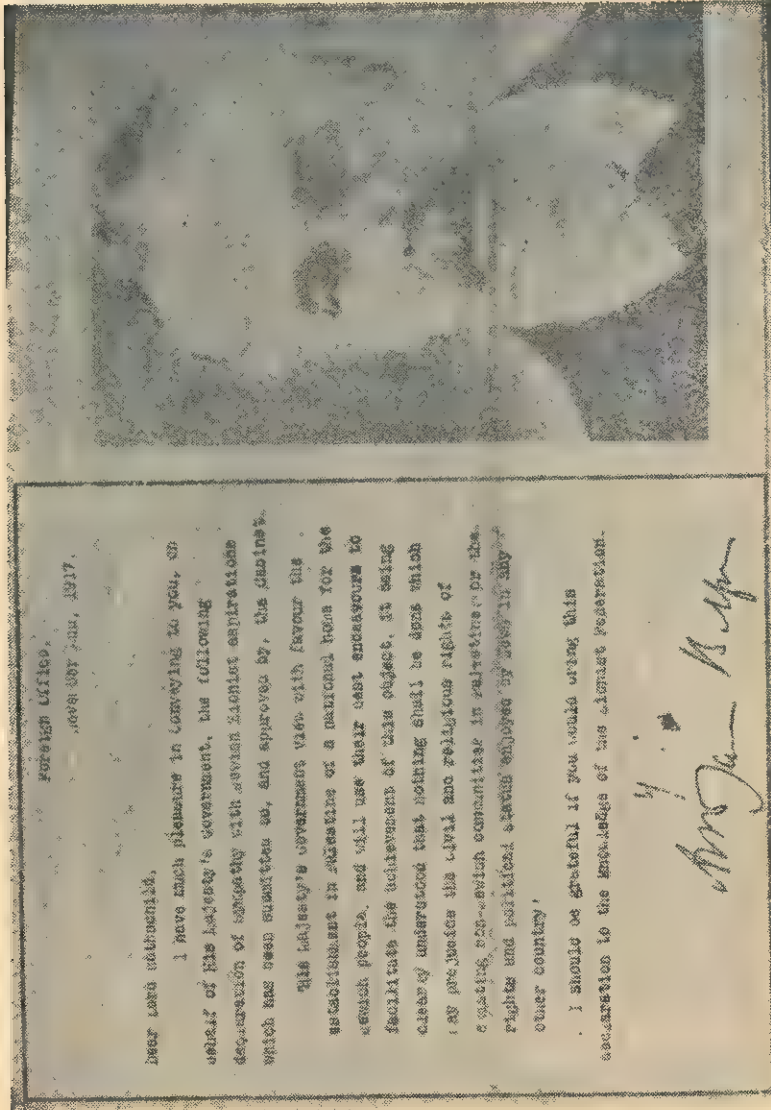 Foreign Office,
November 2nd, 1917.
Dear Lord Rothschild,
I have much pleasure in conveying to you, on
behalf of His Majesty's Government, the following
declaration of sympathy with Jewish Zionist aspirations
which has been submitted to, and approved by, the Cabinet.
"His Majesty's Government view with favour the
establishment in Palestine of a national home for the
Jewish people, and will use their best endeavours to
facilitate the achievement of this object, it being
clearly understood that nothing shall be done which
may prejudice the civil and religious rights of
existing non-Jewish communities in Palestine, or the
rights and political status enjoyed by Jews in any
other country"
I should be grateful if you would bring this
declaration to the knowledge of the Zionist Federation.